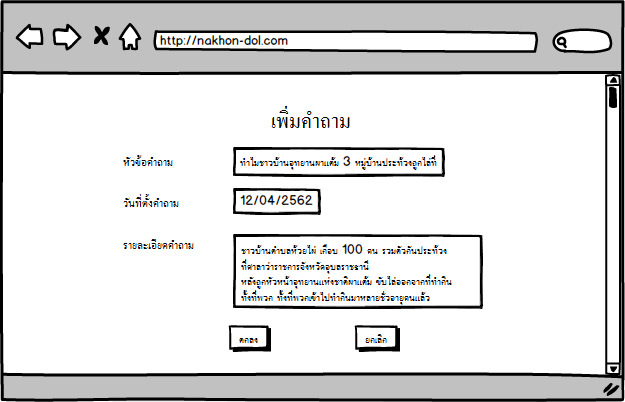 http://nakhon-dol.com
เพิ่มคำถาม
หัวข้อคำถาม
ทำไมชาวบ้านอุทยานผาแต้ม 3 หมู่บ้านประท้วงถูกไล่ที่
วันที่ตั้งคำถาม
12/04/2562
รายละเอียดคำถาม
ชาวบ้านตำบลห้วยไผ่ เกือบ 100 คน รวมตัวกันประท้วง
ที่ศาลาว่าราชการจังหวัดอุบลราชธานี
หลังถูกหัวหน้าอุทยานแห่งชาติผาแต้ม ขับไล่ออกจากที่ทำกิน
ทั้งที่พวก ทั้งที่พวกเข้าไปทำกินมาหลายชั่วอายุคนแล้ว
ตกลง
ยกเลิก